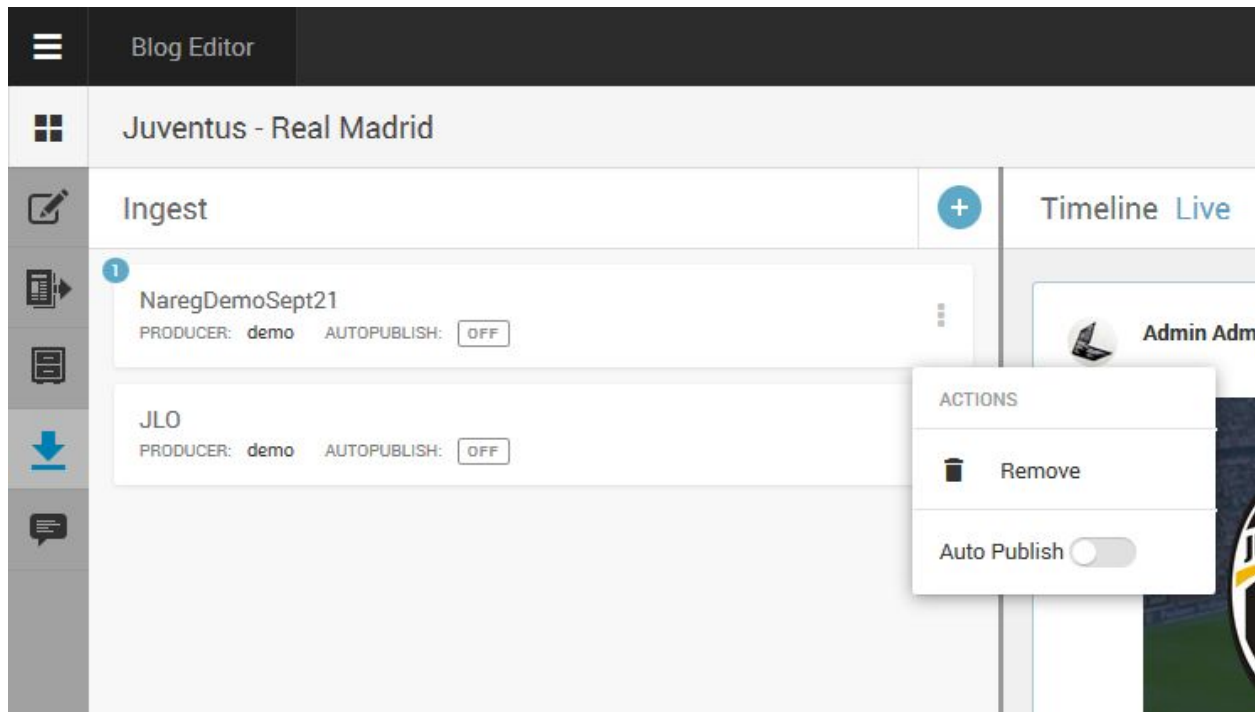 Blog Editor
Juventus - Real Madrid
Ingest
Timeline Live
1
NaregDemoSept21
PRODUCER: demo AUTOPUBLISH: OFF
Admin Adm
JLO
PRODUCER: demo AUTOPUBLISH: OFF
ACTIONS
Remove
Auto Publish